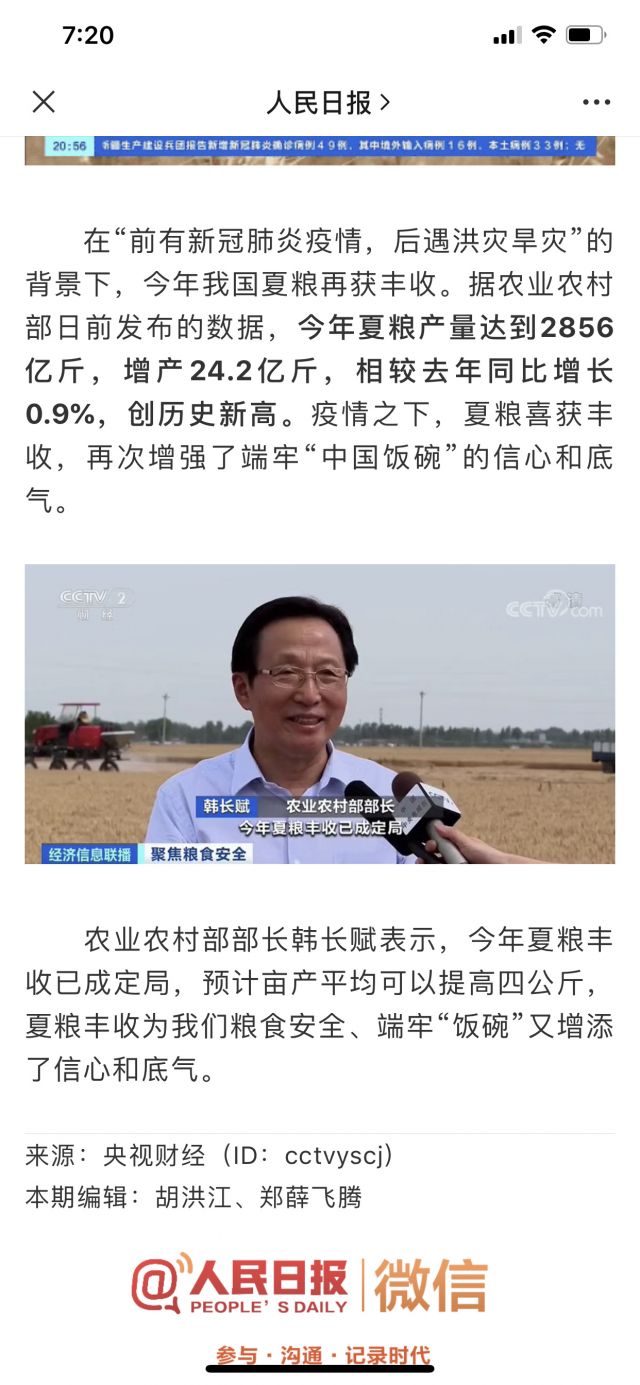 7:20
人民日报
20:56 新疆生产建设兵团报告新增新冠肺炎确诊病例49例,其中境外输入病例16例,本土病例33例;无
在“前有新冠肺炎疫情，后遇洪灾旱灾”的
背景下，今年我国夏粮再获丰收。据农业农村
部日前发布的数据，今年夏粮产量达到2856
亿斤，增产24.2亿斤，相较去年同比增长
0.9%，创历史新高。疫情之下，夏粮喜获丰
收，再次增强了端牢“中国饭碗”的信心和底
气。
CCTV 2
财经
CCTV.com
韩长赋 农业农村部部长
今年夏粮丰收已成定局
经济信息联播 聚焦粮食安全
农业农村部部长韩长赋表示，今年夏粮丰
收已成定局，预计亩产平均可以提高四公斤，
夏粮丰收为我们粮食安全、端牢“饭碗”又增添
了信心和底气。
来源：央视财经（ID：cctvyscj）
本期编辑：胡洪江、郑薛飞腾
@人民日报 微信
PEOPLE'S DAILY
参与·沟通·记录时代